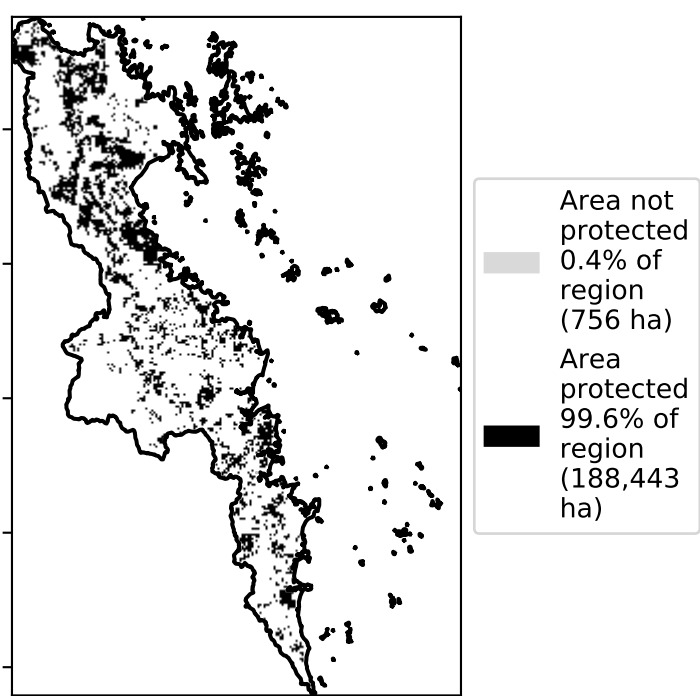 Area not
protected
0.4% of
region
(756 ha)
Area
protected
99.6% of
region
(188,443
ha)